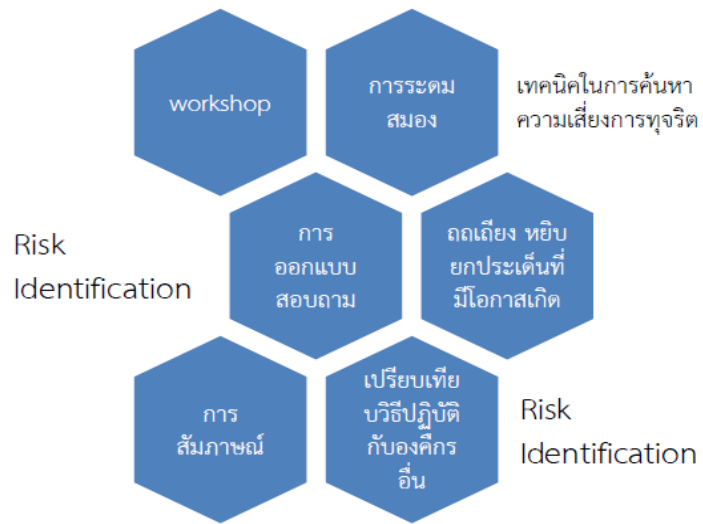 workshop
การระดม
สมอง
เทคนิคในการค้นหา
ความเสี่ยงการทุจริต
Risk
Identification
การ
ออกแบบ
สอบถาม
ถกเถียง หยิบ
ยกประเด็นที่
มีโอกาสเกิด
การ
สัมภาษณ์
เปรียบเทีย
บวิธีปฏิบัติ
กับองค์กร
อื่น
Risk
Identification